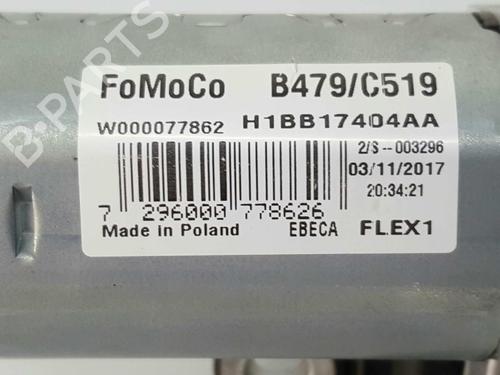 FoMoCo B479/C519
W000077862 H1BB17404AA
2/S--003296
03/11/2017
20:34:21
7 296000 778626
Made in Poland EBECA FLEX1
B-PARTS